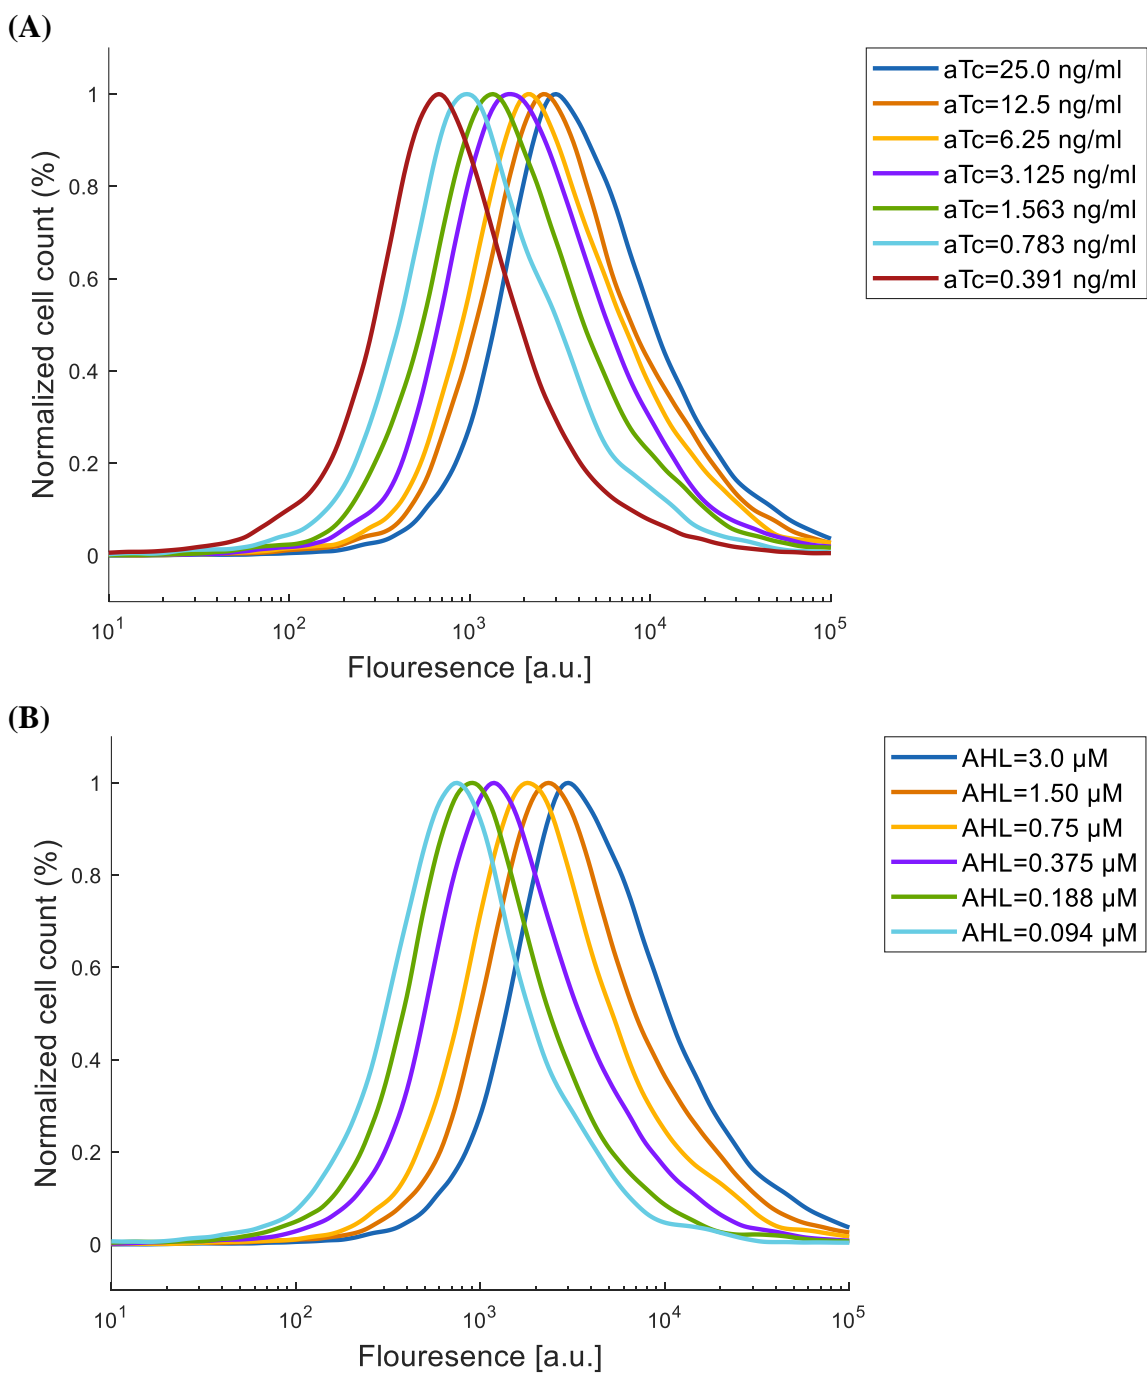 (A)
Normalized cell count (%)
1
0.8
0.6
0.4
0.2
0
10¹ 10² 10³ 10⁴ 10⁵
Flouresence [a.u.]
aTc=25.0 ng/ml
aTc=12.5 ng/ml
aTc=6.25 ng/ml
aTc=3.125 ng/ml
aTc=1.563 ng/ml
aTc=0.783 ng/ml
aTc=0.391 ng/ml
(B)
Normalized cell count (%)
1
0.8
0.6
0.4
0.2
0
10¹ 10² 10³ 10⁴ 10⁵
Flouresence [a.u.]
AHL=3.0 μM
AHL=1.50 μM
AHL=0.75 μM
AHL=0.375 μM
AHL=0.188 μM
AHL=0.094 μM